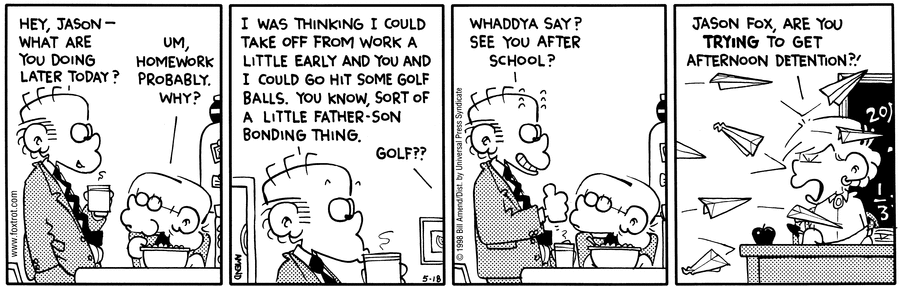 HEY, JASON—
WHAT ARE
YOU DOING
LATER TODAY?
UM,
HOMEWORK
PROBABLY.
WHY?
www.foxtrot.com
I WAS THINKING I COULD
TAKE OFF FROM WORK A
LITTLE EARLY AND YOU AND
I COULD GO HIT SOME GOLF
BALLS. YOU KNOW, SORT OF
A LITTLE FATHER-SON
BONDING THING.
GOLF??
AMEND
5-18
WHADDYA SAY?
SEE YOU AFTER
SCHOOL?
© 1998 Bill Amend/Dist. by Universal Press Syndicate
JASON FOX, ARE YOU
TRYING TO GET
AFTERNOON DETENTION?!
20)